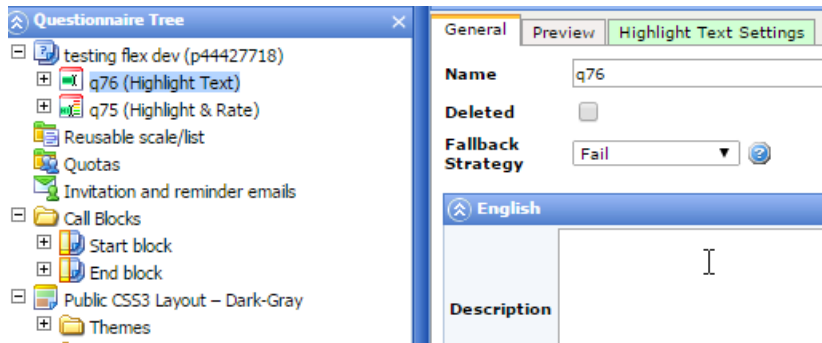 Questionnaire Tree
testing flex dev (p44427718)
q76 (Highlight Text)
q75 (Highlight & Rate)
Reusable scale/list
Quotas
Invitation and reminder emails
Call Blocks
Start block
End block
Public CSS3 Layout – Dark-Gray
Themes
General Preview Highlight Text Settings
Name q76
Deleted
Fallback
Strategy Fail
English
Description